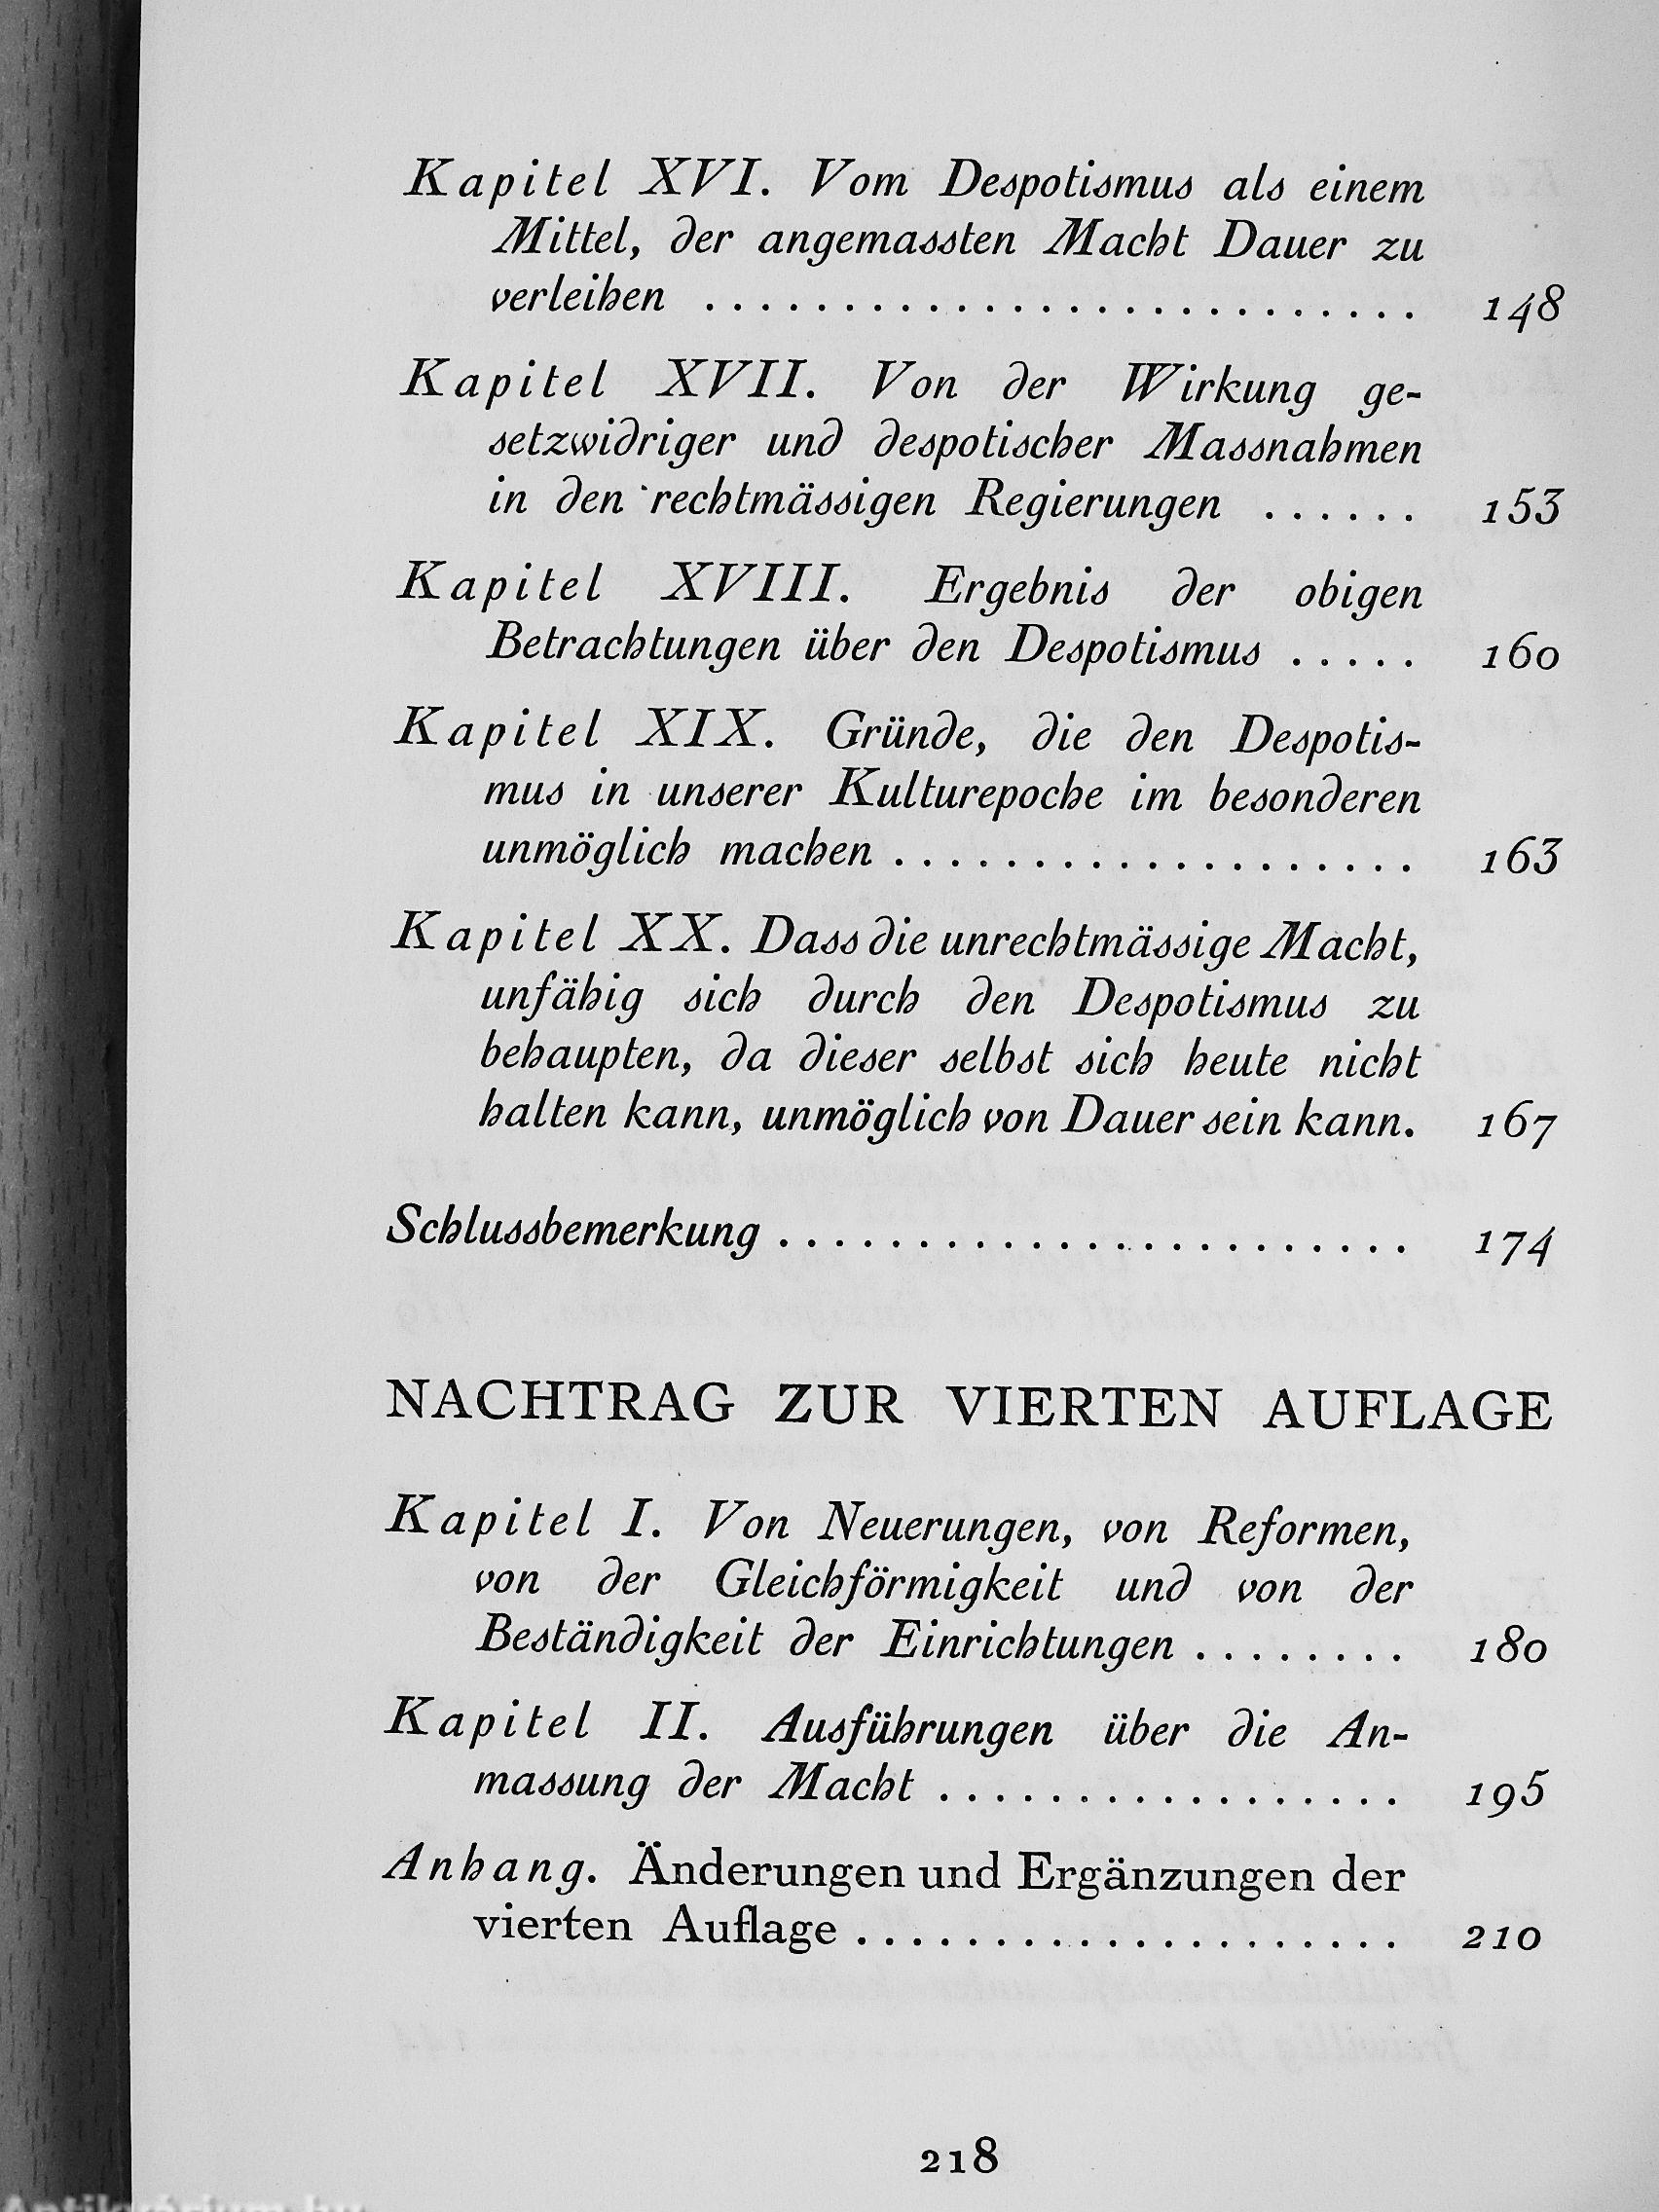 Kapitel XVI. Vom Despotismus als einem
Mittel, der angemassten Macht Dauer zu
verleihen . . . . . . . . . . . . . . . . . . . . . . . . . . 148
Kapitel XVII. Von der Wirkung ge-
setzwidriger und despotischer Massnahmen
in den rechtmässigen Regierungen . . . . . . 153
Kapitel XVIII. Ergebnis der obigen
Betrachtungen über den Despotismus . . . . . 160
Kapitel XIX. Gründe, die den Despotis-
mus in unserer Kulturepoche im besonderen
unmöglich machen . . . . . . . . . . . . . . . . . . . 163
Kapitel XX. Dass die unrechtmässige Macht,
unfähig sich durch den Despotismus zu
behaupten, da dieser selbst sich heute nicht
halten kann, unmöglich von Dauer sein kann. 167
Schlussbemerkung . . . . . . . . . . . . . . . . . . . . . . . 174
NACHTRAG ZUR VIERTEN AUFLAGE
Kapitel I. Von Neuerungen, von Reformen,
von der Gleichförmigkeit und von der
Beständigkeit der Einrichtungen . . . . . . . . 180
Kapitel II. Ausführungen über die An-
massung der Macht . . . . . . . . . . . . . . . . . 195
Anhang. Änderungen und Ergänzungen der
vierten Auflage . . . . . . . . . . . . . . . . . . . . 210
218